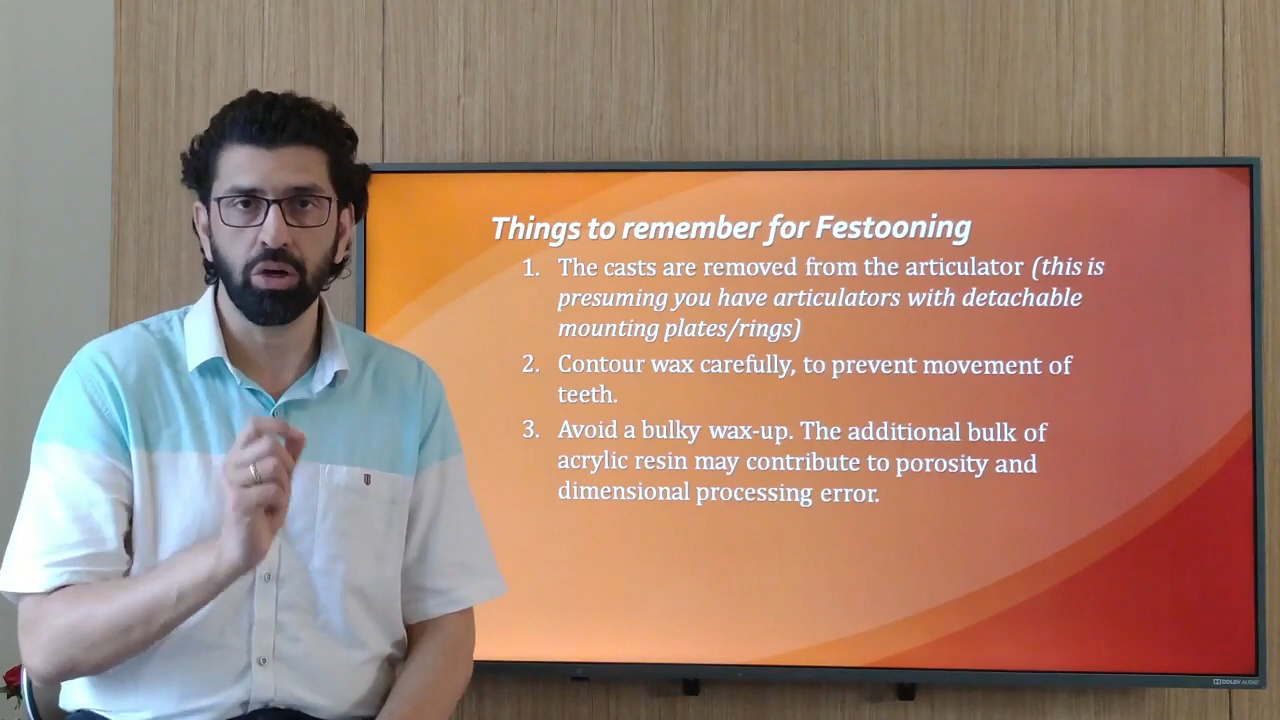 Things to remember for Festooning
1. The casts are removed from the articulator (this is
presuming you have articulators with detachable
mounting plates/rings)
2. Contour wax carefully, to prevent movement of
teeth.
3. Avoid a bulky wax-up. The additional bulk of
acrylic resin may contribute to porosity and
dimensional processing error.
DOLBY AUDIO